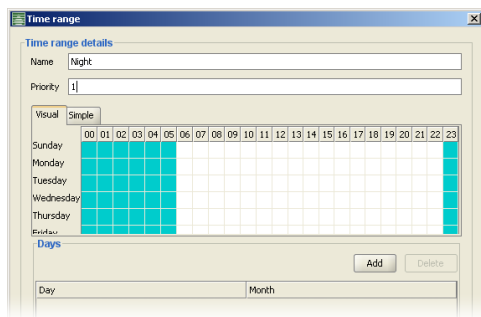 Time range
Time range details
Name Night
Priority 1
Visual Simple
00 01 02 03 04 05 06 07 08 09 10 11 12 13 14 15 16 17 18 19 20 21 22 23
Sunday
Monday
Tuesday
Wednesday
Thursday
Friday
Days
Add Delete
Day Month